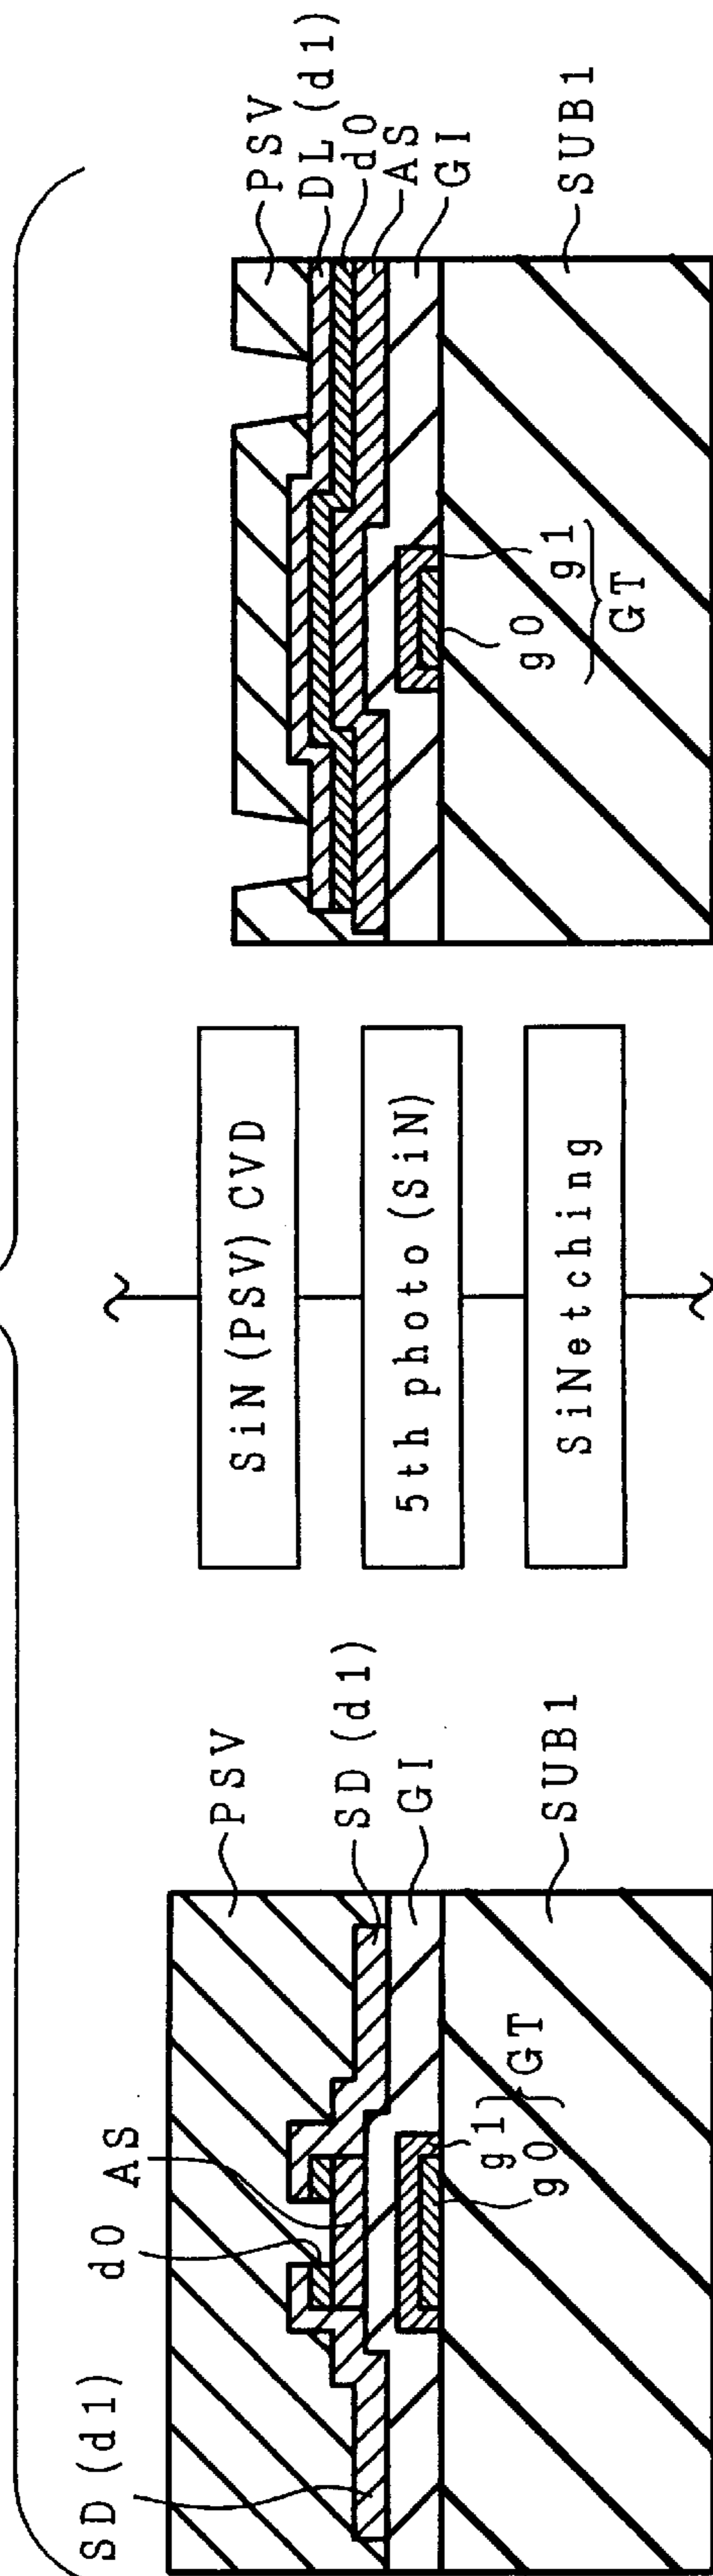 SD(d1)
d0 AS
PSV
SD(d1)
GI
SUB1
g1
g0
GT
SiN(PSV)CVD
5th photo(SiN)
SiNetching
PSV
DL(d1)
d0
AS
GI
SUB1
g0 g1
GT